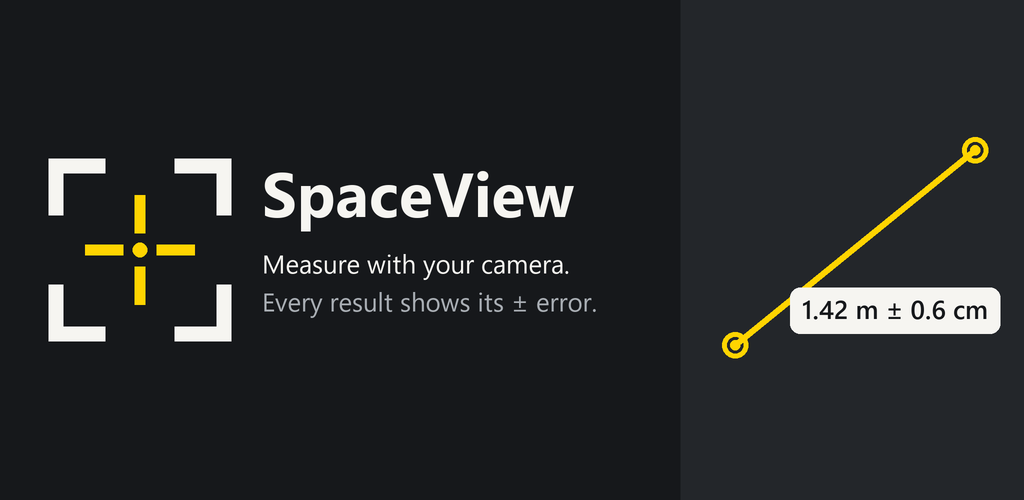 SpaceView
Measure with your camera.
Every result shows its ± error.
1.42 m ± 0.6 cm